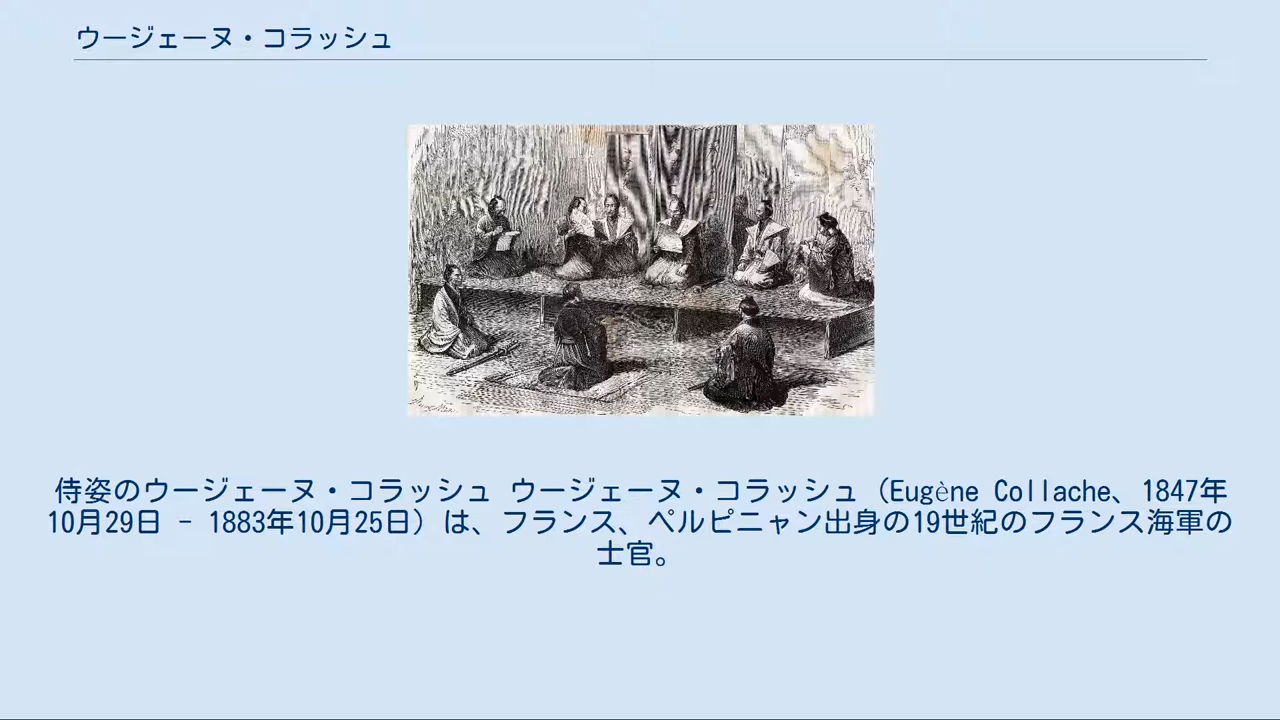 ウージェーヌ・コラッシュ
侍姿のウージェーヌ・コラッシュ ウージェーヌ・コラッシュ（Eugène Collache、1847年
10月29日 - 1883年10月25日）は、フランス、ペルピニャン出身の19世紀のフランス海軍の
士官。